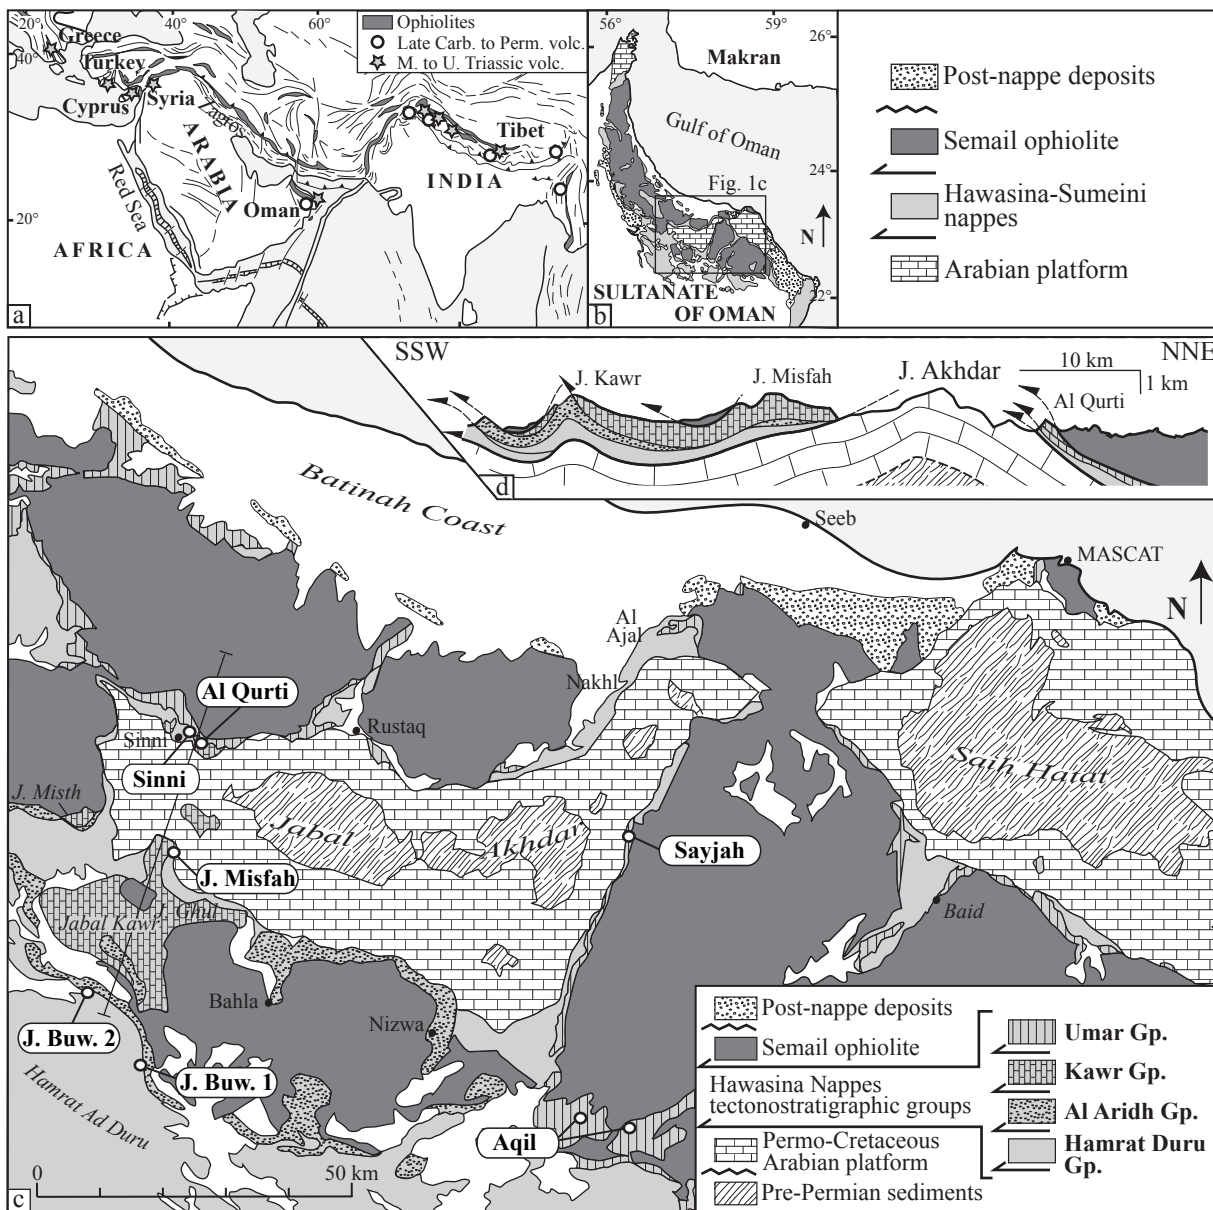 20°
40°
60°
Greece
40°
Turkey
Cyprus
Syria
Zagros
ARABIA
Red Sea
Oman
Tibet
INDIA
20°
AFRICA
a
Ophiolites
Late Carb. to Perm. volc.
M. to U. Triassic volc.
56°
59°
26°
Makran
Gulf of Oman
24°
Fig. 1c
N
22°
SULTANATE
OF OMAN
b
Post-nappe deposits
Semail ophiolite
Hawasina-Sumeini
nappes
Arabian platform
SSW
NNE
J. Kawr
J. Misfah
J. Akhdar
10 km
1 km
Al Qurti
d
Batinah Coast
Seeb
MASCAT
N
Al
Ajal
Nakhl
Al Qurti
Sinni
Rustaq
Sinni
Saih Hatat
J. Misth
Jabal
Akhdar
Sayjah
J. Misfah
J. Ghul
Jabal Kawr
Baid
Bahla
Nizwa
J. Buw. 2
J. Buw. 1
Hamrat Ad Duru
Aqil
0
50 km
c
Post-nappe deposits
Semail ophiolite
Hawasina Nappes
tectonostratigraphic groups
Permo-Cretaceous
Arabian platform
Pre-Permian sediments
Umar Gp.
Kawr Gp.
Al Aridh Gp.
Hamrat Duru
Gp.